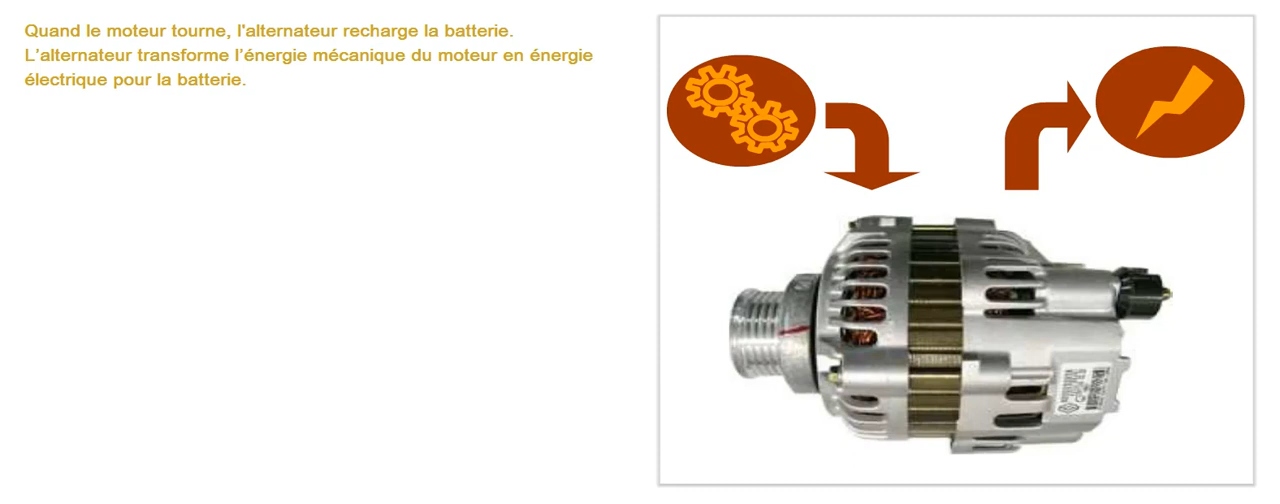 Quand le moteur tourne, l'alternateur recharge la batterie.
L’alternateur transforme l’énergie mécanique du moteur en énergie
électrique pour la batterie.